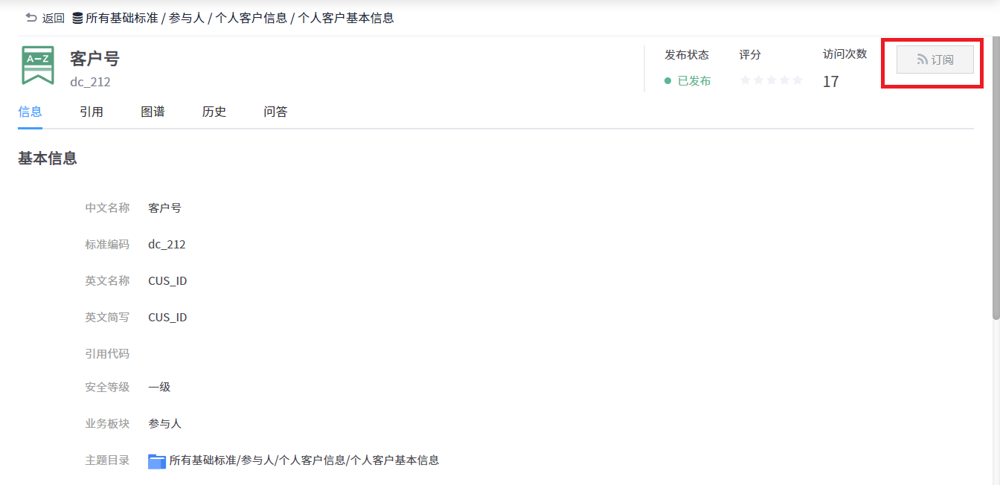 返回 所有基础标准 / 参与人 / 个人客户信息 / 个人客户基本信息
A-Z
客户号
dc_212
发布状态 评分 访问次数
已发布 17
订阅
信息 引用 图谱 历史 问答
基本信息
中文名称 客户号
标准编码 dc_212
英文名称 CUS_ID
英文简写 CUS_ID
引用代码
安全等级 一级
业务板块 参与人
主题目录 所有基础标准/参与人/个人客户信息/个人客户基本信息